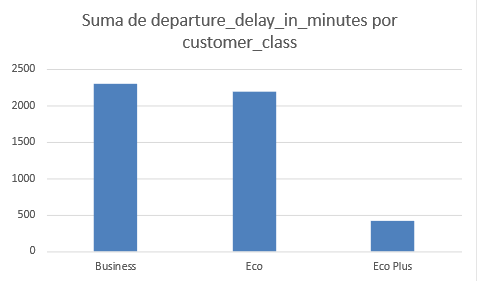 Suma de departure_delay_in_minutes por
customer_class
2500
2000
1500
1000
500
0
Business
Eco
Eco Plus